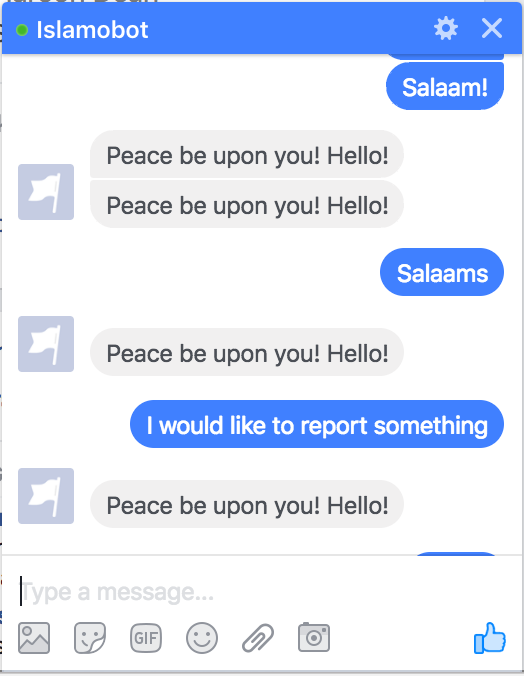 Islamobot
Salaam!
Peace be upon you! Hello!
Peace be upon you! Hello!
Salaams
Peace be upon you! Hello!
I would like to report something
Peace be upon you! Hello!
Type a message...
GIF